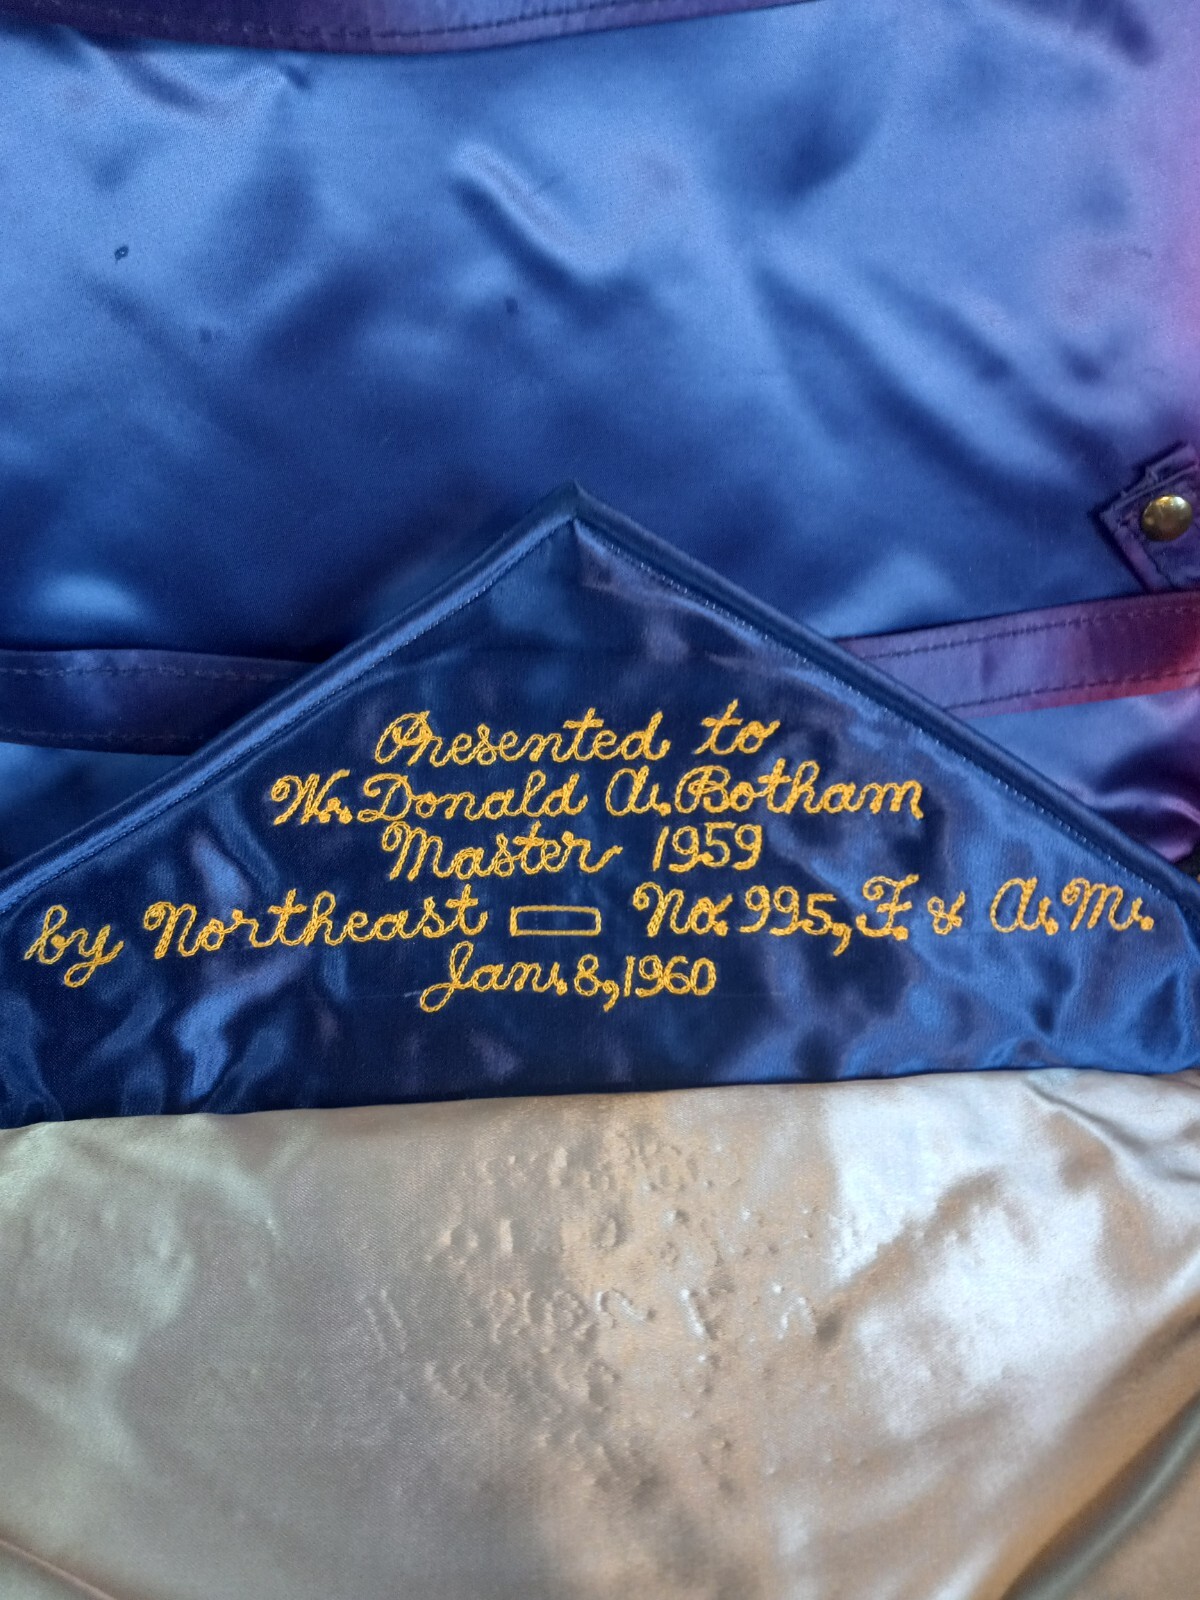 Presented to
W. Donald A. Botham
Master 1959
by Northeast ▭ No. 995, F. & A. M.
Jan. 8, 1960